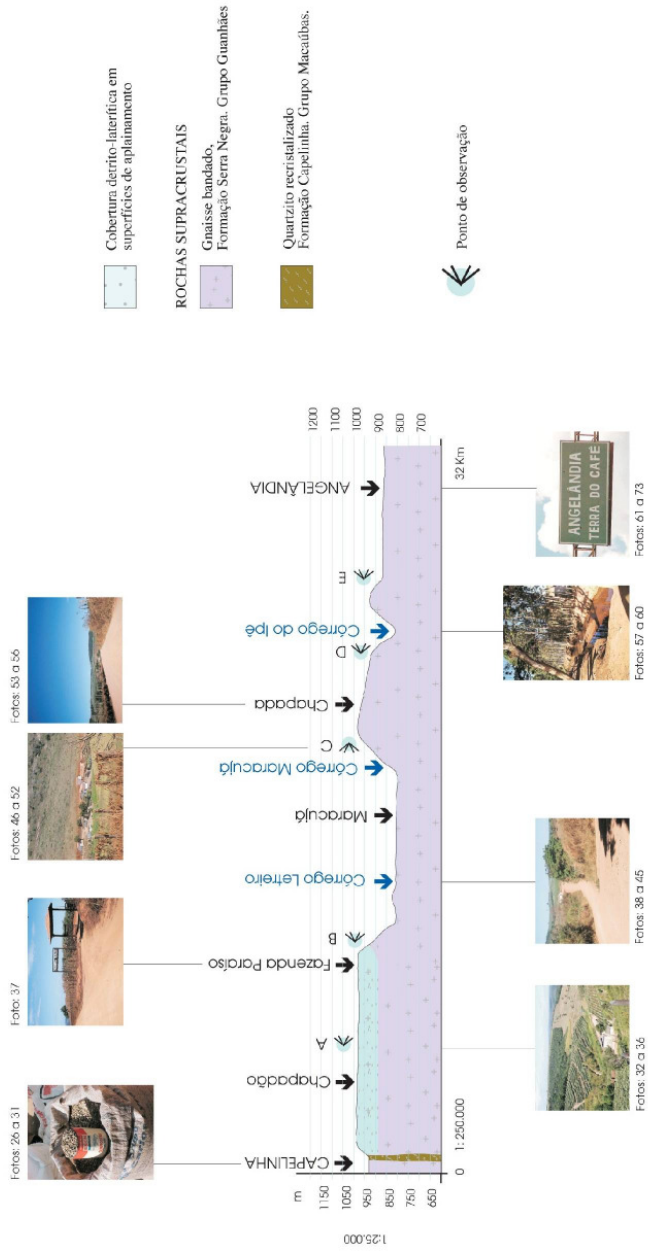 Fotos: 26 a 31
Foto: 37
Fotos: 46 a 52
Fotos: 53 a 56
CAPELINHA
Chapadão
A
Fazenda Paraíso
B
Córrego Letreiro
Maracujá
Córrego Maracujá
C
Chapada
D
Córrego do Ipê
E
ANGELÂNDIA
1:25.000
m
1150
1050
950
850
750
650
1200
1100
1000
900
800
700
0
1:250.000
32 Km
Fotos: 32 a 36
Fotos: 38 a 45
Fotos: 57 a 60
ANGELÂNDIA
TERRA DO CAFÉ
Fotos: 61 a 73
Cobertura detrito-laterítica em
superfícies de aplainamento
ROCHAS SUPRACRUSTAIS
Gnaisse bandado,
Formação Serra Negra. Grupo Guanhães
Quartzito recristalizado
Formação Capelinha. Grupo Macaúbas.
Ponto de observação